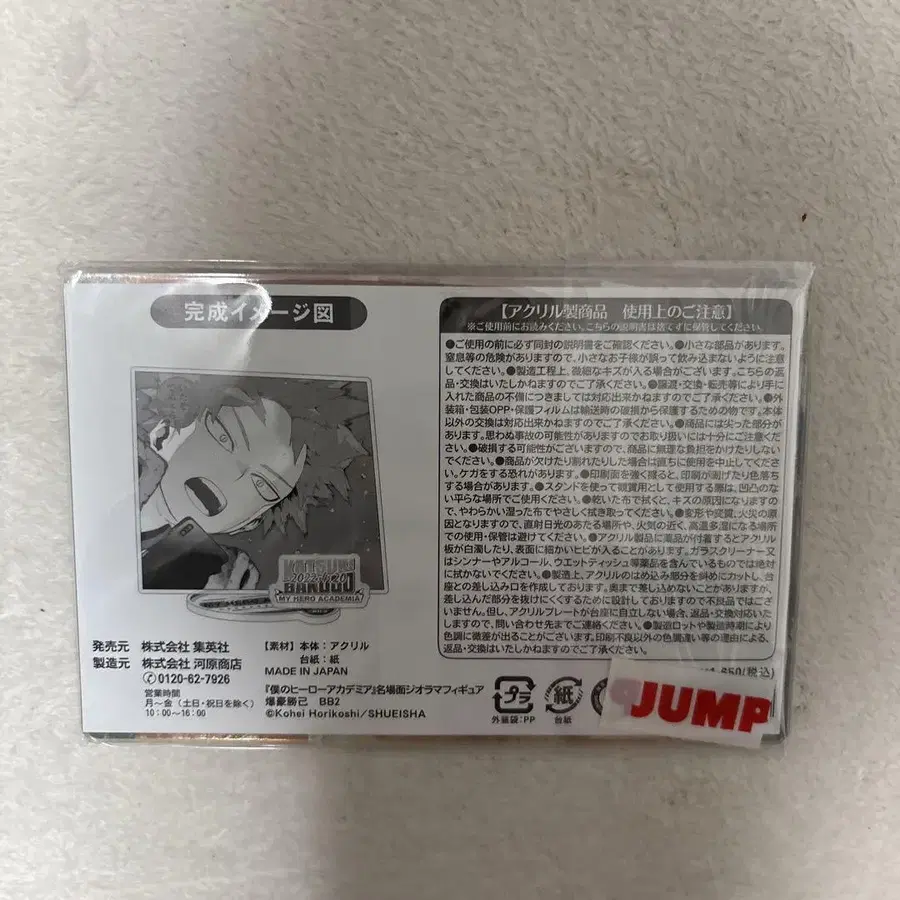 完成イメージ図
KATSUKI
2022.4.20
BAKUGO
MY HERO ACADEMIA
発売元 株式会社 集英社
製造元 株式会社 河原商店
0120-62-7926
営業時間
月～金（土日・祝日を除く）
10：00～16：00
【素材】本体：アクリル
台紙：紙
MADE IN JAPAN
『僕のヒーローアカデミア』名場面ジオラマフィギュア
爆豪勝己 BB2
©Kohei Horikoshi/SHUEISHA
【アクリル製商品 使用上のご注意】
※ご使用前にお読みください。こちらの説明書は捨てずに保管してください。
●ご使用の前に必ず同封の説明書をご確認ください。●小さな部品があります。
窒息等の危険がありますので、小さなお子様が誤って飲み込まないように注意
してください。●製造工程上、微細なキズが入る場合がございます。こちらの返
品・交換はいたしかねますのでご了承ください。●譲渡・交換・転売等により手に
入れた商品の不備につきましては対応出来かねますのでご了承ください。●外
装箱・包装OPP・保護フィルムは輸送時の破損から保護するための物です。本体
以外の交換は対応出来かねますのでご了承ください。●商品には尖った部分が
あります。思わぬ事故の可能性がありますのでお取り扱いには十分にご注意くだ
さい。●破損する可能性がございますので、商品に無理な負担をかけたりしない
でください。●商品が欠けたり割れたりした場合は直ちに使用を中止してください。
ケガをする恐れがあります。●印刷面を強く擦ると、印刷が剥げたり色落ち
する場合があります。●スタンドを使って観賞用として使用する際は、凹凸のな
い平らな場所でご使用ください。●乾いた布で拭くと、キズの原因になりますの
で、やわらかい湿った布でやさしく拭き取ってください。●変形や変質、火災の原
因となりますので、直射日光のあたる場所や、火気の近く、高温多湿になる場所
での使用・保管は避けてください。●アクリル製品に薬品が付着するとアクリル
板が白濁したり、表面に細かいヒビが入ることがあります。ガラスクリーナー又は
シンナーやアルコール、ウエットティッシュ等薬品を含んでいるものでは絶対
に拭かないでください。●製造上、アクリルのはめ込み部分を斜めにカットし、台
座との差し込み口を作成しております。奥まで差し込めないことがありますが、
差し込んだ部分を抜けにくくするために設計しておりますので不良品ではござ
いません。但し、アクリルプレートが台座に自立しない場合、返品・交換対応いた
しますので、問い合わせ先までご連絡ください。●製造ロットや製造時期により
色調に微差が出ることがございます。印刷不良以外の色調違い等の理由による、
返品・交換はいたしかねますのでご了承ください。
650(税込)
プラ
外装袋：PP
紙
台紙
JUMP